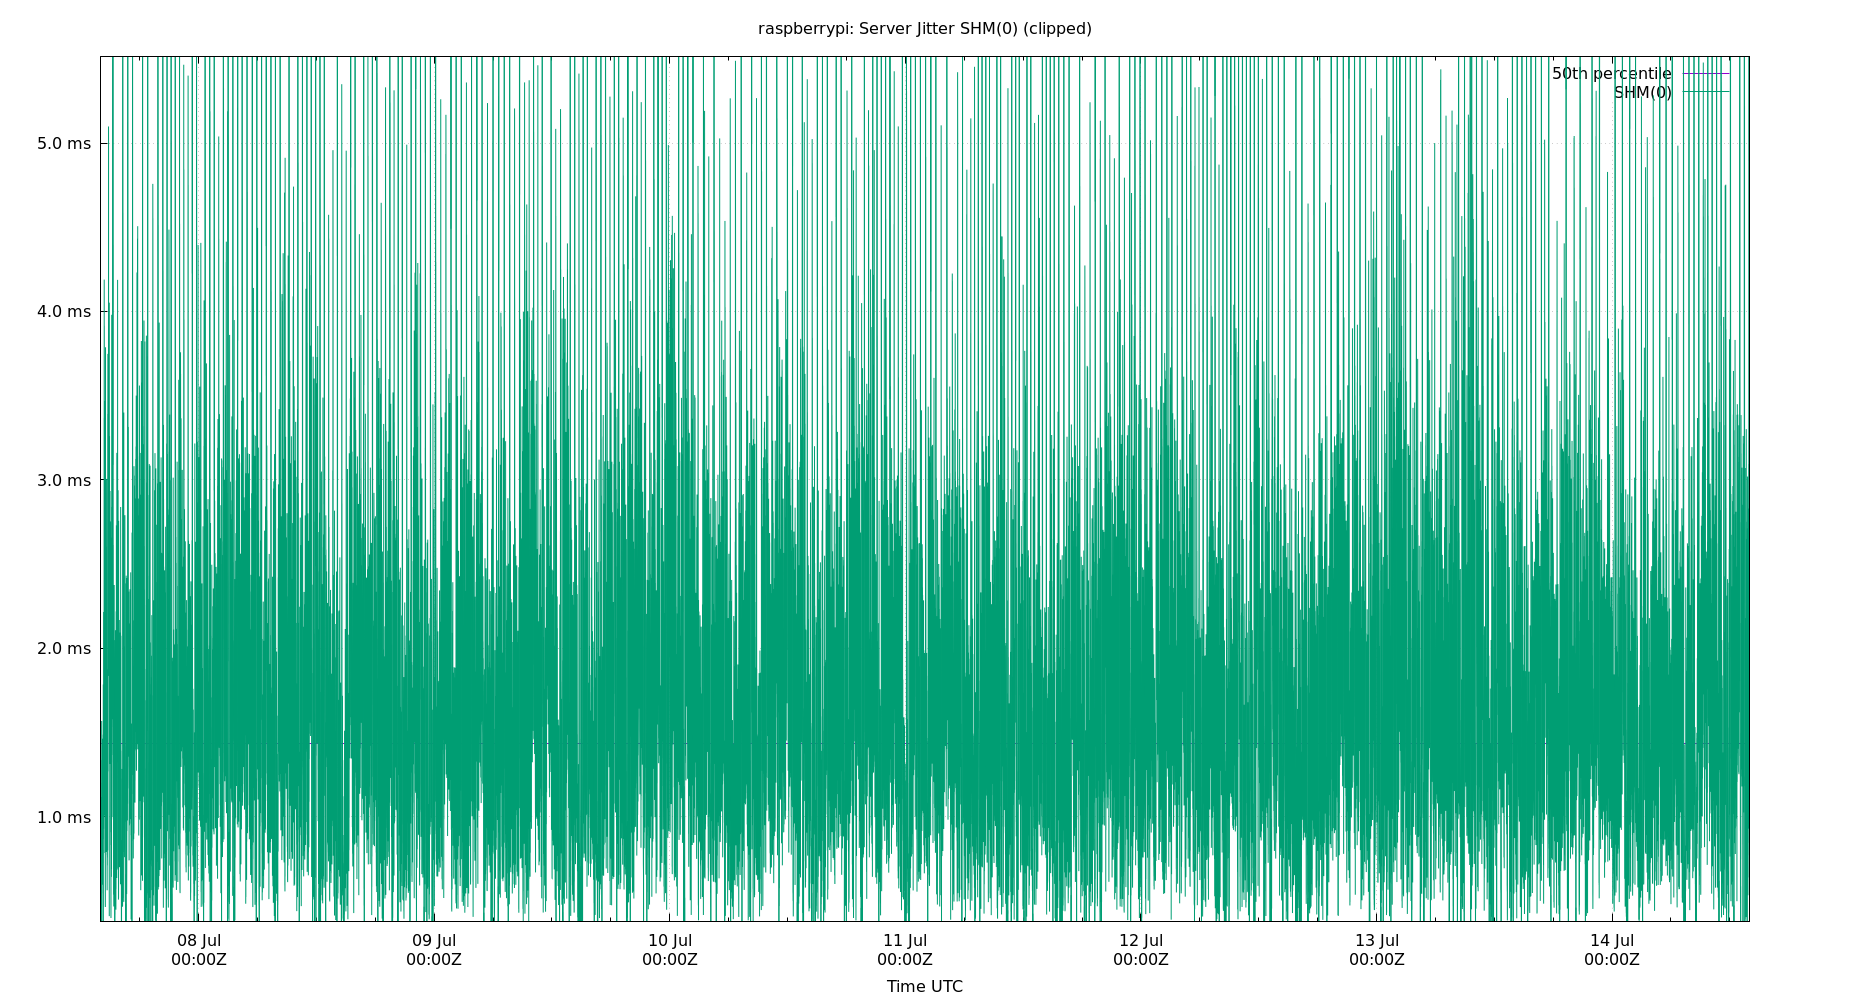 raspberrypi: Server Jitter SHM(0) (clipped)
50th percentile
SHM(0)
5.0 ms
4.0 ms
3.0 ms
2.0 ms
1.0 ms
08 Jul 09 Jul 10 Jul 11 Jul 12 Jul 13 Jul 14 Jul
00:00Z 00:00Z 00:00Z 00:00Z 00:00Z 00:00Z 00:00Z
Time UTC